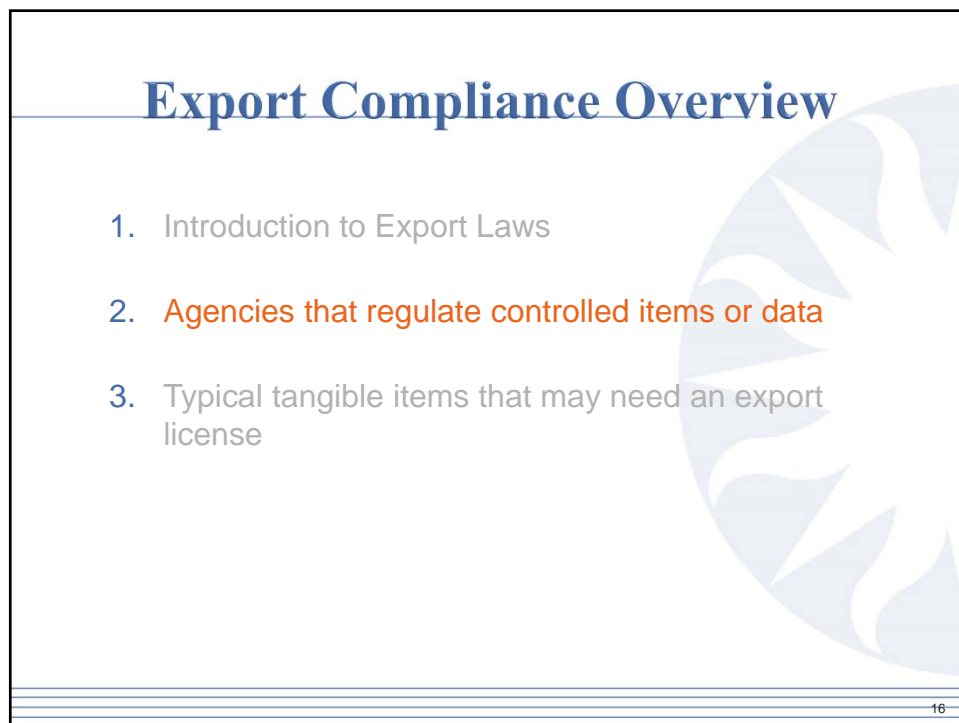 Export Compliance Overview
1. Introduction to Export Laws
2. Agencies that regulate controlled items or data
3. Typical tangible items that may need an export
license
16